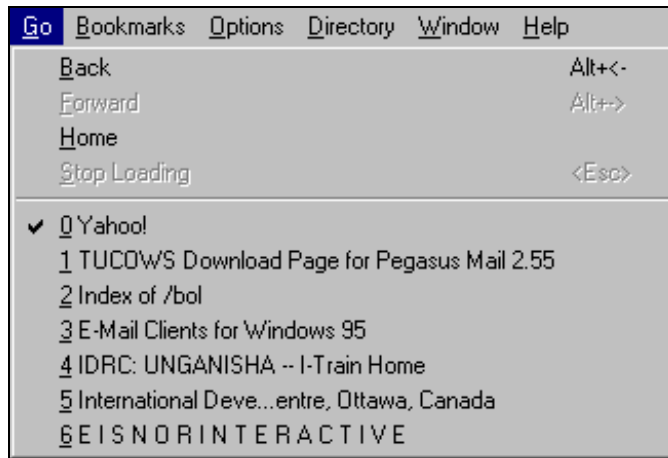 Go Bookmarks Options Directory Window Help
Back Alt+<-
Forward Alt+->
Home
Stop Loading <Esc>
✔ 0 Yahoo!
1 TUCOWS Download Page for Pegasus Mail 2.55
2 Index of /bol
3 E-Mail Clients for Windows 95
4 IDRC: UNGANISHA -- I-Train Home
5 International Deve...entre, Ottawa, Canada
6 E I S N O R I N T E R A C T I V E